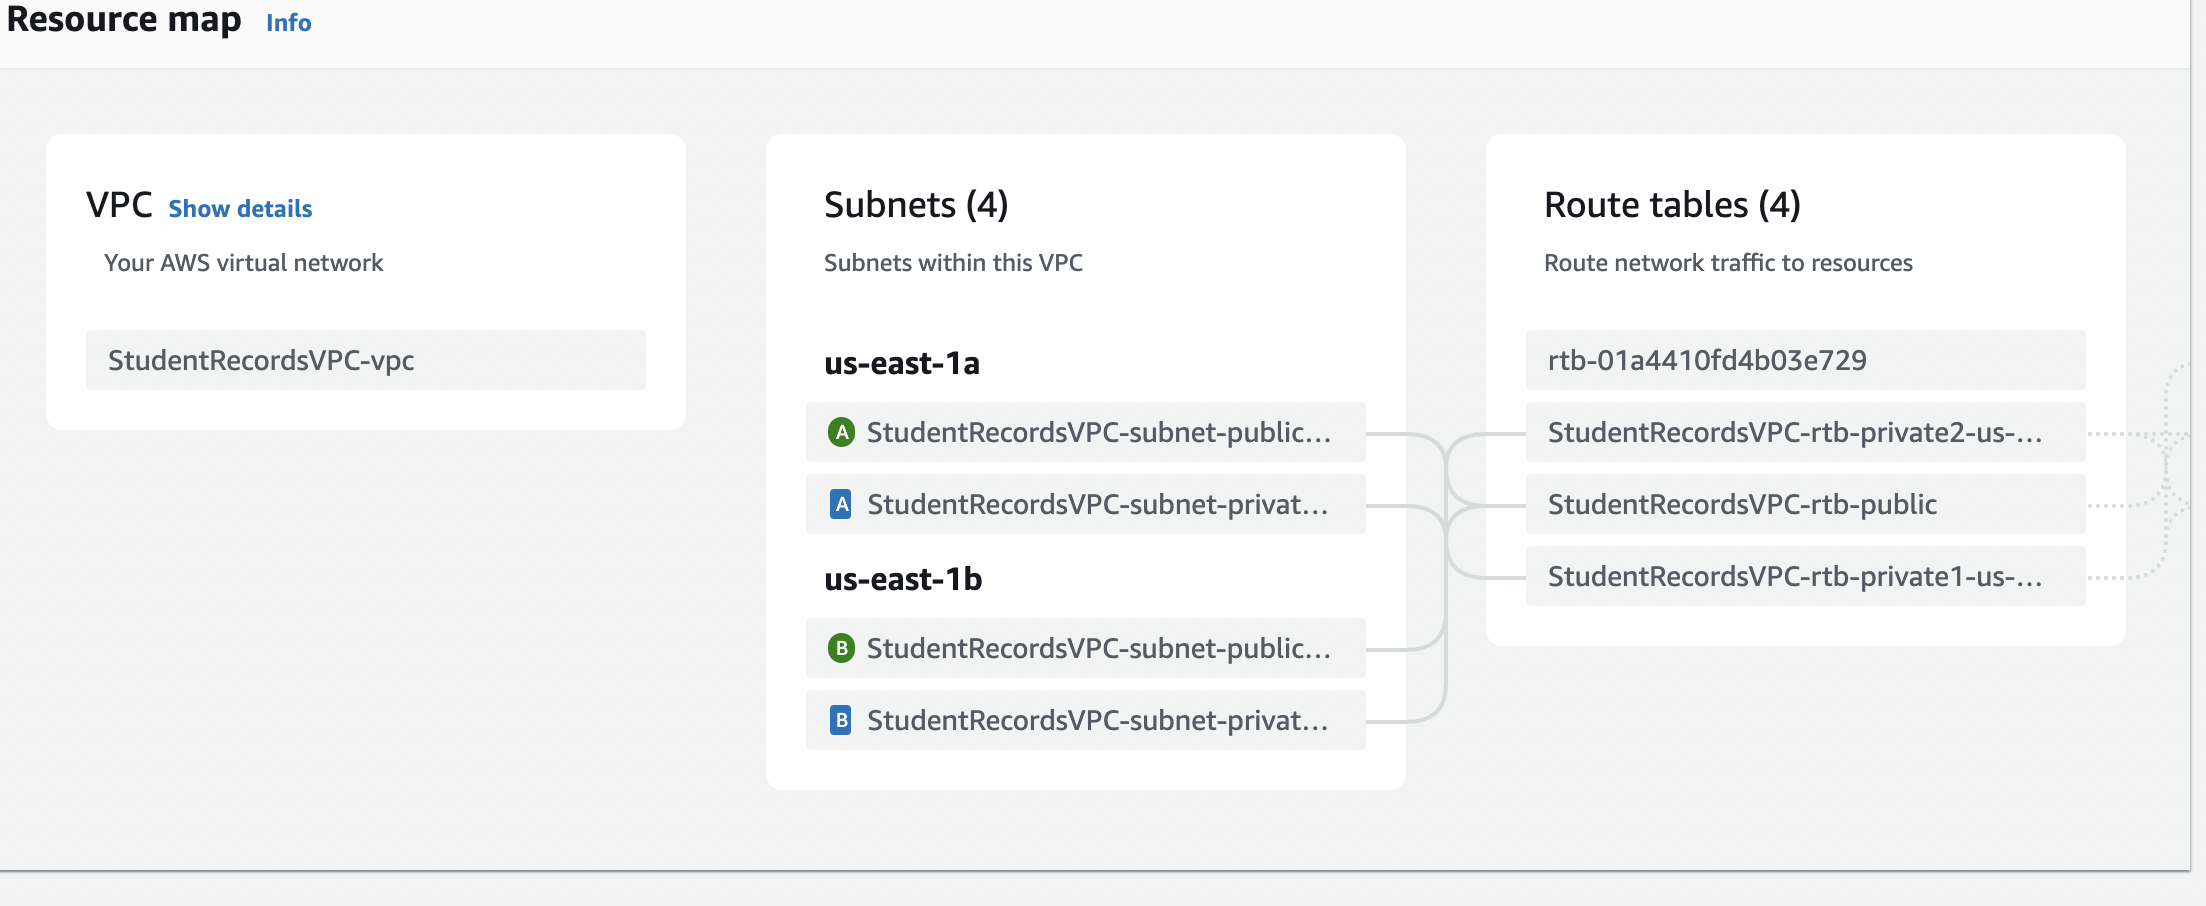 Resource map Info
VPC Show details
Your AWS virtual network
StudentRecordsVPC-vpc
Subnets (4)
Subnets within this VPC
us-east-1a
A StudentRecordsVPC-subnet-public...
A StudentRecordsVPC-subnet-privat...
us-east-1b
B StudentRecordsVPC-subnet-public...
B StudentRecordsVPC-subnet-privat...
Route tables (4)
Route network traffic to resources
rtb-01a4410fd4b03e729
StudentRecordsVPC-rtb-private2-us-...
StudentRecordsVPC-rtb-public
StudentRecordsVPC-rtb-private1-us-...